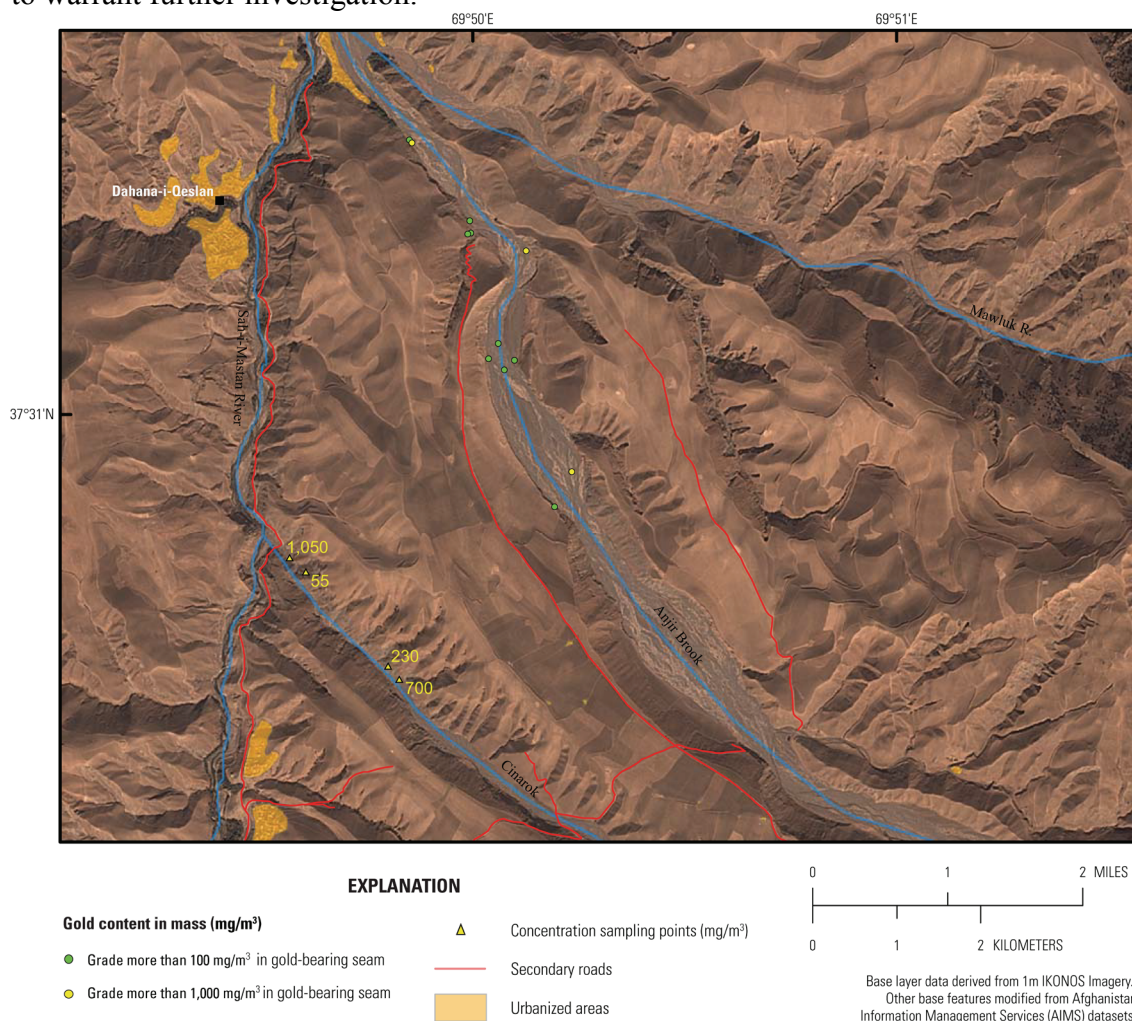 to warrant further investigation.
69°50'E
69°51'E
Dahana-i-Qeslan
Mawluk R.
Sah-i-Mastan River
37°31'N
1,050
55
Anjir Brook
230
700
Cinarok
EXPLANATION
Gold content in mass (mg/m³)
Grade more than 100 mg/m³ in gold-bearing seam
Grade more than 1,000 mg/m³ in gold-bearing seam
Concentration sampling points (mg/m³)
Secondary roads
Urbanized areas
0 1 2 MILES
0 1 2 KILOMETERS
Base layer data derived from 1m IKONOS Imagery.
Other base features modified from Afghanistan
Information Management Services (AIMS) datasets